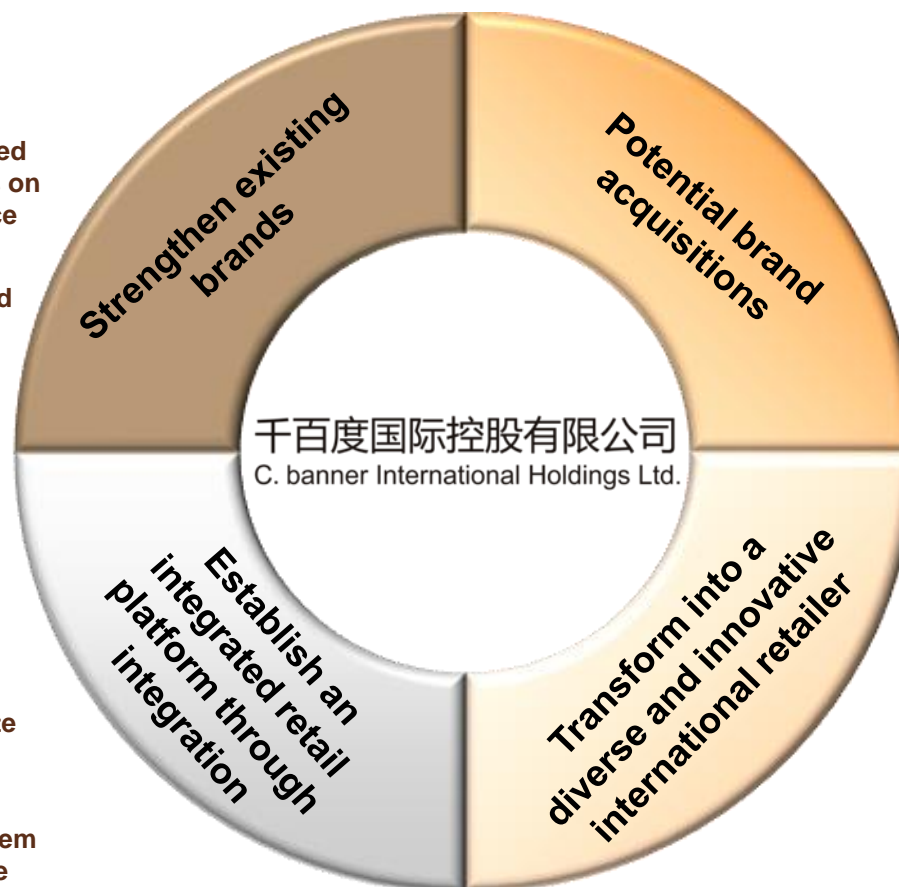 on
Strengthen existing
brands
Potential brand
acquisitions
千百度国际控股有限公司
C. banner International Holdings Ltd.
Establish an
integrated retail
platform through
integration
Transform into a
diverse and innovative
international retailer